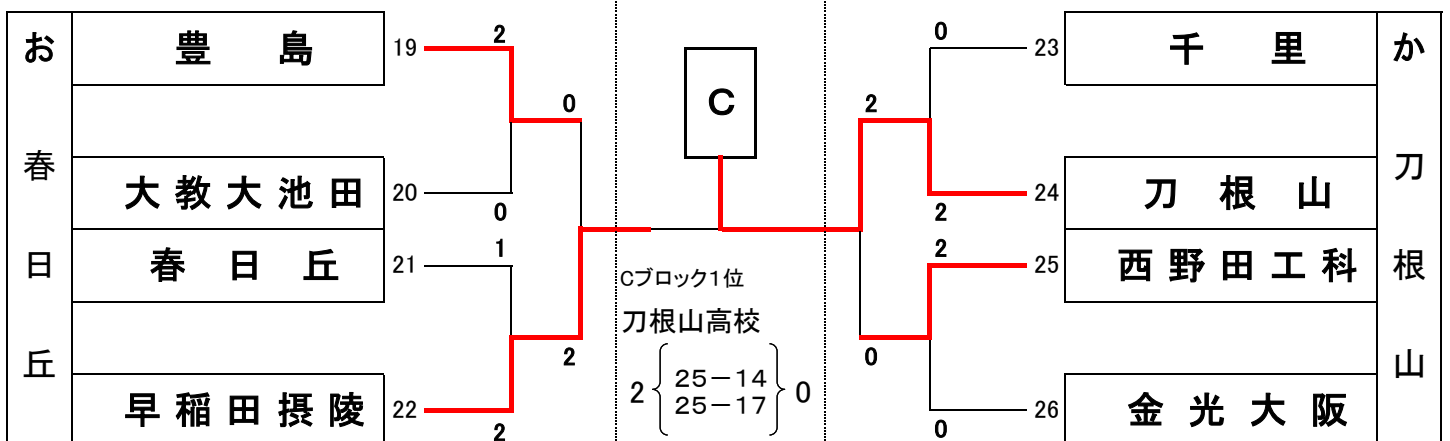 お
春
日
丘
豊島 19 2
0
大教大池田 20 0
春日丘 21 1
2
早稲田摂陵 22 2
C
Cブロック1位
刀根山高校
2 { 25－14 } 0
25－17
0 23 千里
2
2 24 刀根山
2 25 西野田工科
0
0 26 金光大阪
か
刀
根
山